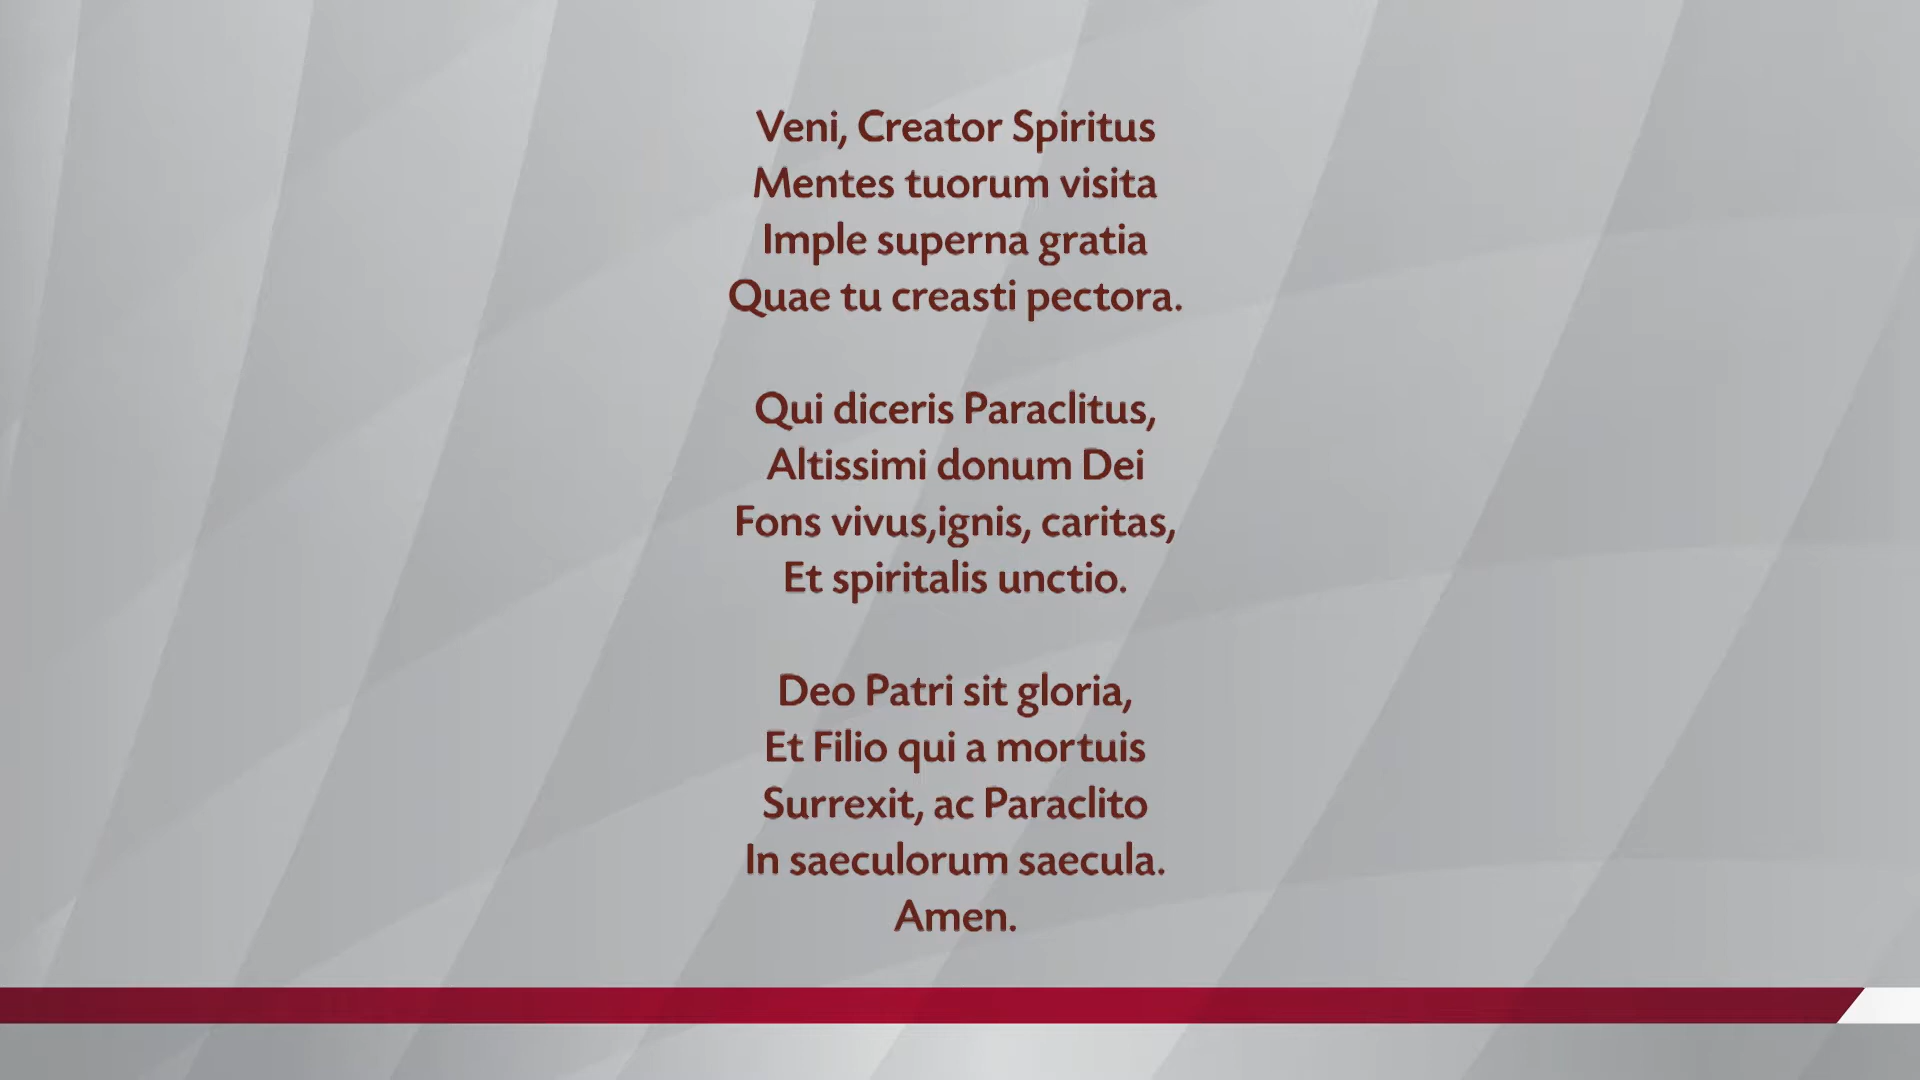 Veni, Creator Spiritus
Mentes tuorum visita
Imple superna gratia
Quae tu creasti pectora.
Qui diceris Paraclitus,
Altissimi donum Dei
Fons vivus,ignis, caritas,
Et spiritalis unctio.
Deo Patri sit gloria,
Et Filio qui a mortuis
Surrexit, ac Paraclito
In saeculorum saecula.
Amen.